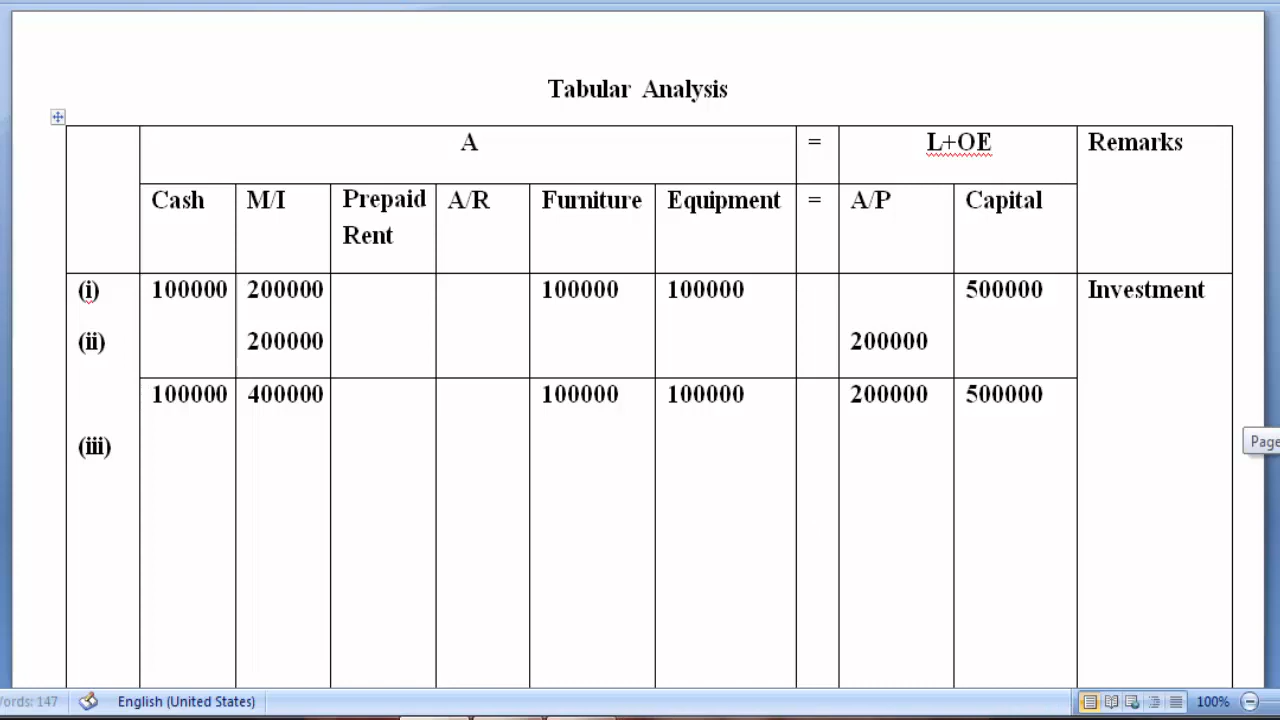 Tabular Analysis
A = L+OE Remarks
Cash M/I Prepaid A/R Furniture Equipment = A/P Capital
Rent
(i) 100000 200000 100000 100000 500000 Investment
(ii) 200000 200000
100000 400000 100000 100000 200000 500000
(iii)
Page
Words: 147 English (United States) 100%